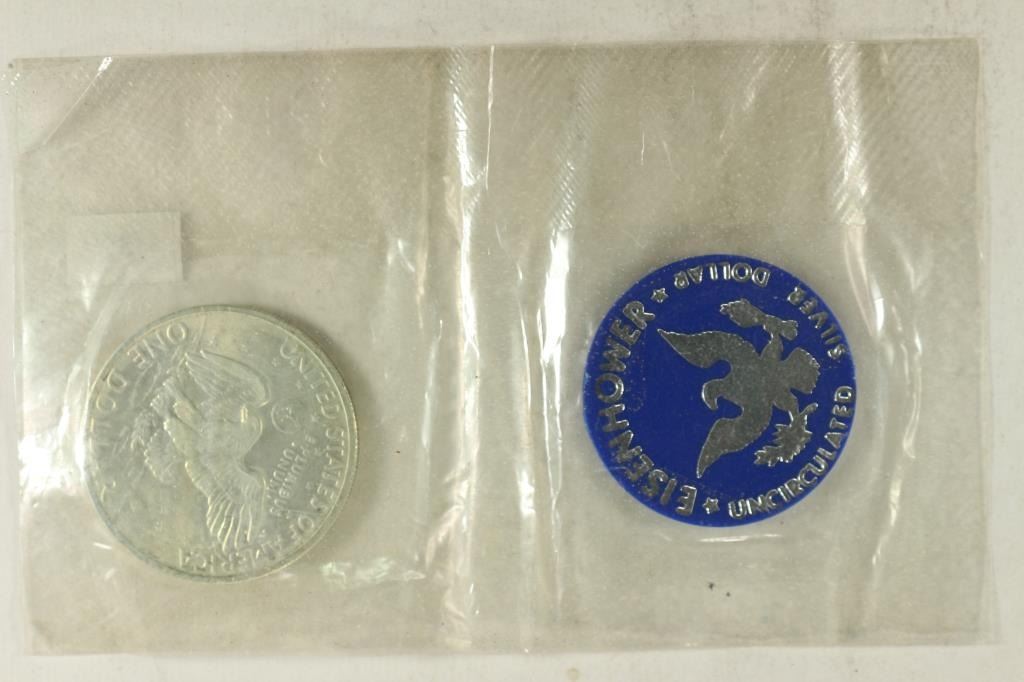 UNITED STATES OF AMERICA
E PLURIBUS UNUM
ONE DOLLAR
EISENHOWER
SILVER DOLLAR
UNCIRCULATED